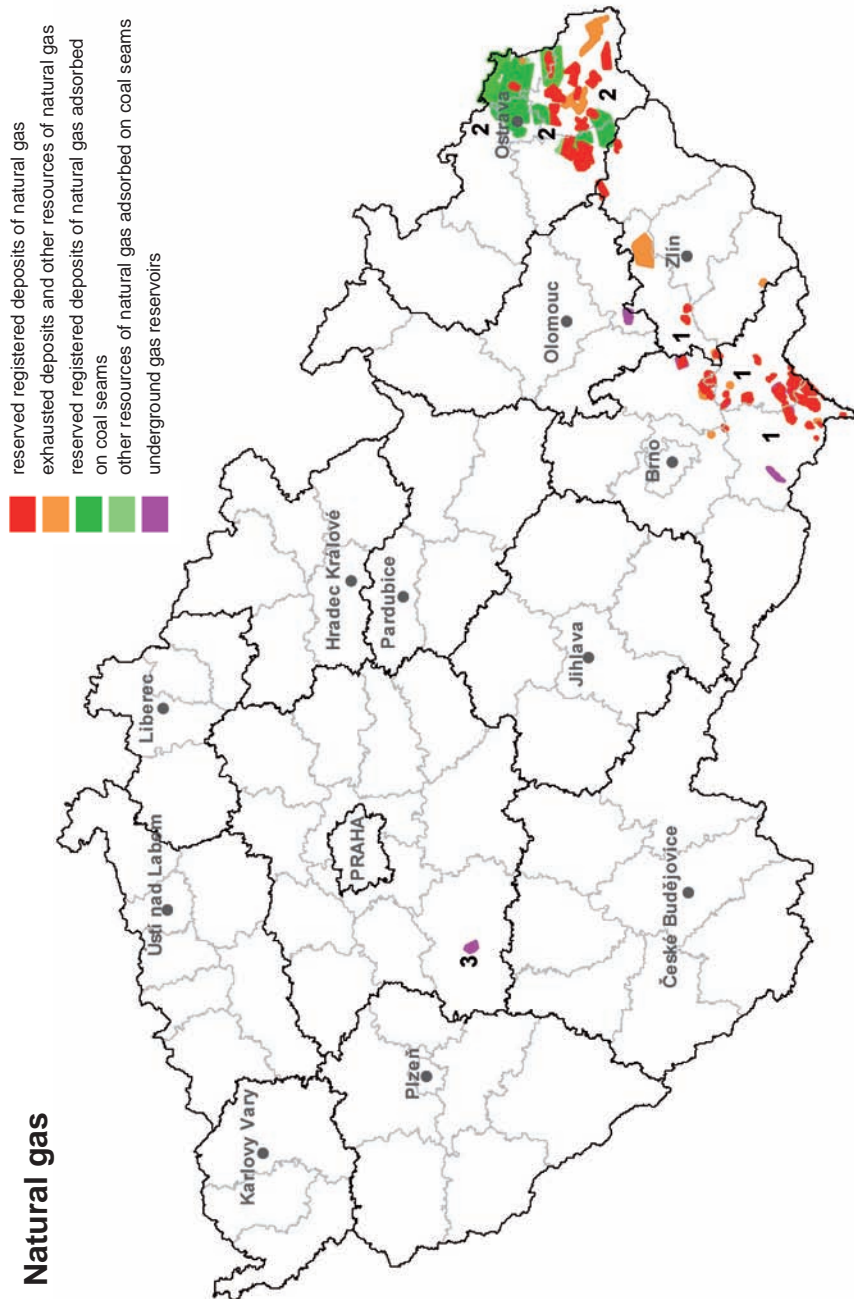 Natural gas
reserved registered deposits of natural gas
exhausted deposits and other resources of natural gas
reserved registered deposits of natural gas adsorbed
on coal seams
other resources of natural gas adsorbed on coal seams
underground gas reservoirs
Karlovy Vary
Ústí nad Labem
Liberec
Hradec Králové
Pardubice
PRAHA
Plzeň
3
České Budějovice
Jihlava
Brno
Olomouc
Zlín
Ostrava
2
2
2
1
1
1